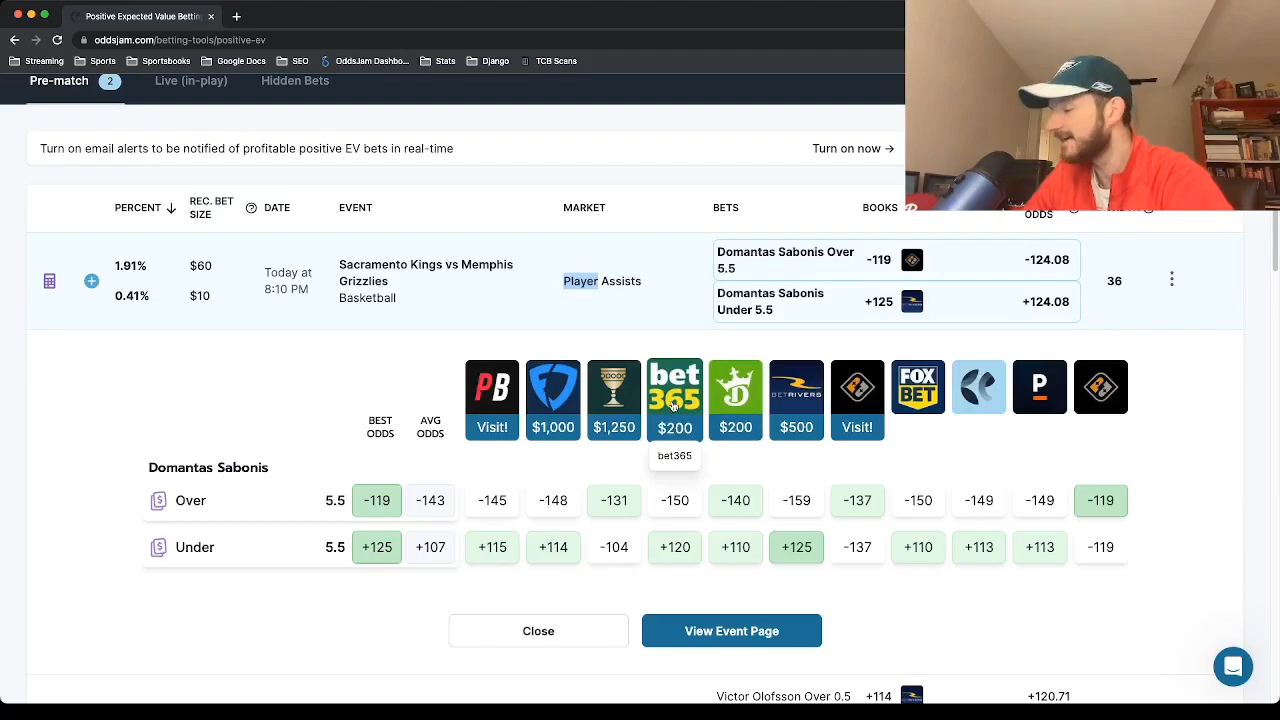 Positive Expected Value Betting
oddsjam.com/betting-tools/positive-ev
Streaming Sports Sportsbooks Google Docs SEO OddsJam Dashbo... Stats Django TCB Scans
Pre-match 2 Live (in-play) Hidden Bets
Turn on email alerts to be notified of profitable positive EV bets in real-time Turn on now →
PERCENT REC. BET SIZE DATE EVENT MARKET BETS BOOKS ODDS
1.91% $60
0.41% $10
Today at
8:10 PM
Sacramento Kings vs Memphis
Grizzlies
Basketball
Player Assists
Domantas Sabonis Over
5.5
-119 -124.08
Domantas Sabonis
Under 5.5
+125 +124.08
36
BEST ODDS AVG ODDS
PB
bet365
FOX BET
BETRIVERS
P
Visit! $1,000 $1,250 $200 $200 $500 Visit!
bet365
Domantas Sabonis
Over 5.5 -119 -143 -145 -148 -131 -150 -140 -159 -137 -150 -149 -149 -119
Under 5.5 +125 +107 +115 +114 -104 +120 +110 +125 -137 +110 +113 +113 -119
Close View Event Page
Victor Olofsson Over 0.5 +114 +120.71